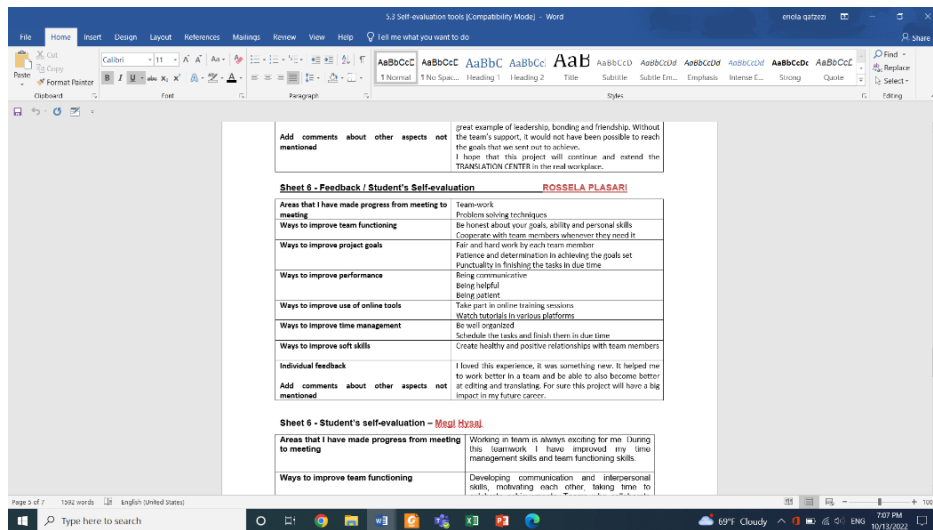 5.3 Self-evaluation tools [Compatibility Mode] - Word
enola qafzezi
File Home Insert Design Layout References Mailings Review View Help Tell me what you want to do
Share
Paste
Cut
Copy
Format Painter
Calibri 11
AaBbCcC AaBbCcC AaBbC AaBbCc AaB AaBbCcD AaBbCcDd AaBbCcDd AaBbCcDd AaBbCcDc AaBbCcC
1 Normal 1 No Spac... Heading 1 Heading 2 Title Subtitle Subtle Em... Emphasis Intense E... Strong Quote
Find
Replace
Select
Clipboard Font Paragraph Styles Editing
great example of leadership, bonding and friendship. Without
Add comments about other aspects not the team's support, it would not have been possible to reach
mentioned the goals that we sent out to achieve.
I hope that this project will continue and extend the
TRANSLATION CENTER in the real workplace.
Sheet 6 - Feedback / Student's Self-evaluation ROSSELA PLASARI
Areas that I have made progress from meeting to Team-work
meeting Problem solving techniques
Ways to improve team functioning Be honest about your goals, ability and personal skills
Cooperate with team members whenever they need it
Ways to improve project goals Fair and hard work by each team member
Patience and determination in achieving the goals set
Punctuality in finishing the tasks in due time
Ways to improve performance Being communicative
Being helpful
Being patient
Ways to improve use of online tools Take part in online training sessions
Watch tutorials in various platforms
Ways to improve time management Be well organized
Schedule the tasks and finish them in due time
Ways to improve soft skills Create healthy and positive relationships with team members
Individual feedback I loved this experience, it was something new. It helped me
to work better in a team and be able to also become better
Add comments about other aspects not at editing and translating. For sure this project will have a big
mentioned impact in my future career.
Sheet 6 - Student's self-evaluation – Megi Hysaj
Areas that I have made progress from meeting Working in team is always exciting for me. During
to meeting this teamwork I have improved my time
management skills and team functioning skills.
Ways to improve team functioning Developing communication and interpersonal
skills, motivating each other, taking time to
Page 5 of 7 1592 words English (United States)
100
Type here to search
69°F Cloudy ENG
7:07 PM
10/13/2022